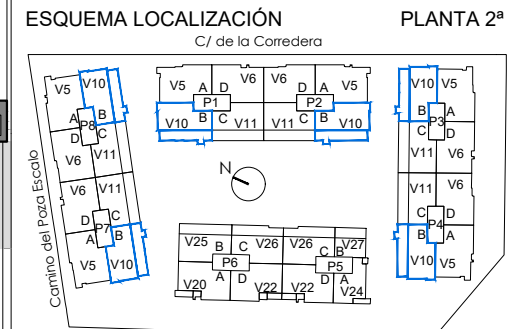 ESQUEMA LOCALIZACIÓN PLANTA 2ª
C/ de la Corredera
V5 V10
A B
P8
D C
V6 V11
V6 V11
D C
P7
A B
V5 V10
V5 A D V6 V6 A D V5
P1 P2
V10 B C V11 V11 C B V10
V10 V5
B A
P3
C D
V11 V6
V11 V6
C D
P4
B A
V10 V5
N
V25 B C V26 V26 C B V27
P6 P5
V20 A D V22 V22 D A V24
Camino del Poza Escalo